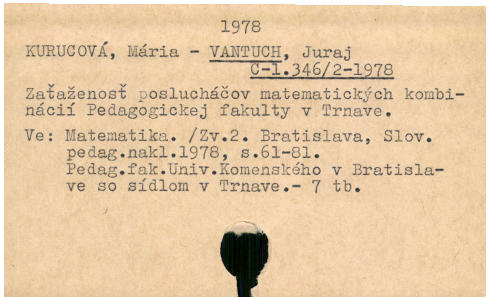 1978
KURUCOVÁ, Mária - VANTUCH, Juraj
C-1.346/2-1978
Zaťaženosť poslucháčov matematických kombi-
nácií Pedagogickej fakulty v Trnave.
Ve: Matematika. /Zv.2. Bratislava, Slov.
pedag.nakl.1978, s.61-81.
Pedag.fak.Univ.Komenského v Bratisla-
ve so sídlom v Trnave.- 7 tb.